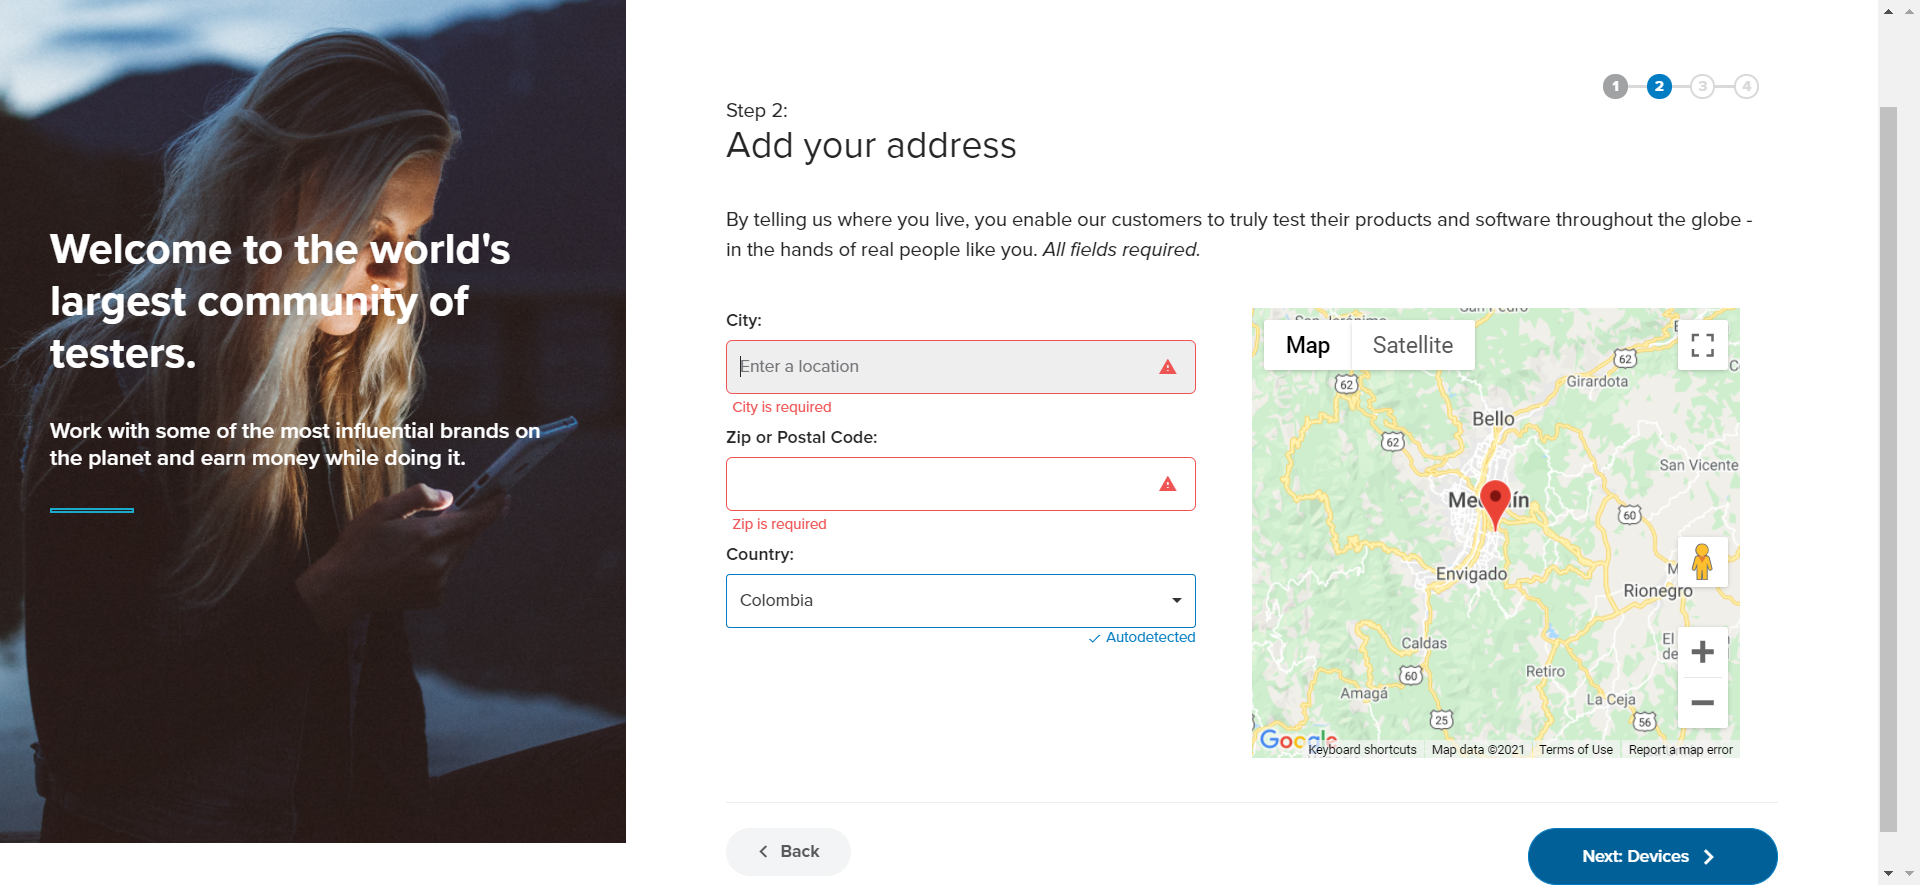 Welcome to the world's
largest community of
testers.
Work with some of the most influential brands on
the planet and earn money while doing it.
1
2
3
4
Step 2:
Add your address
By telling us where you live, you enable our customers to truly test their products and software throughout the globe -
in the hands of real people like you. All fields required.
City:
Enter a location
City is required
Zip or Postal Code:
Zip is required
Country:
Colombia
Autodetected
Map
Satellite
62
Girardota
62
Bello
62
San Vicente
60
Envigado
Rionegro
Caldas
El
de
60
Retiro
Amagá
La Ceja
25
56
Google
Keyboard shortcuts
Map data ©2021
Terms of Use
Report a map error
Back
Next: Devices